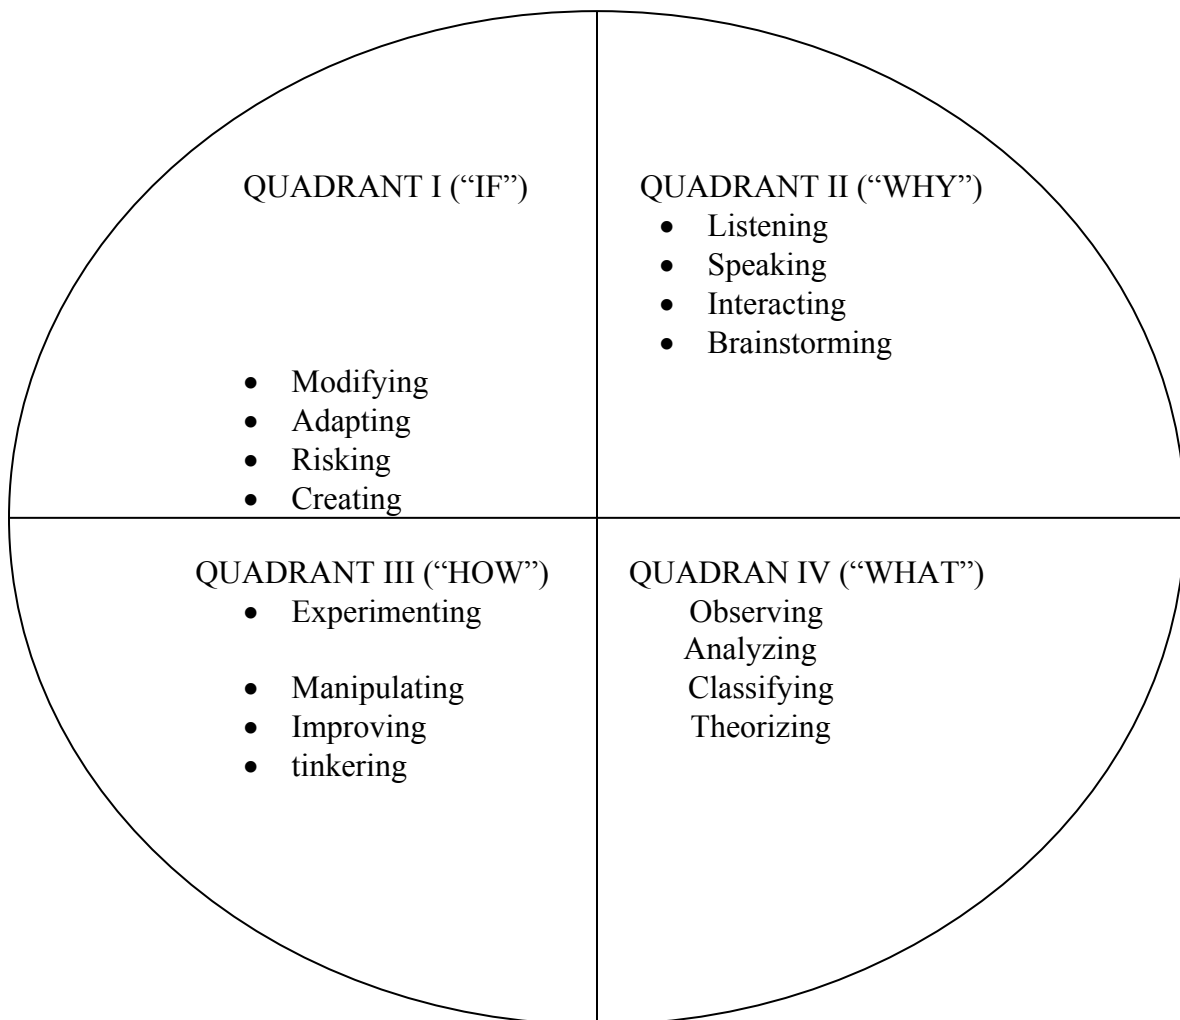 QUADRANT I (“IF”)
• Modifying
• Adapting
• Risking
• Creating
QUADRANT II (“WHY”)
• Listening
• Speaking
• Interacting
• Brainstorming
QUADRANT III (“HOW”)
• Experimenting
• Manipulating
• Improving
• tinkering
QUADRAN IV (“WHAT”)
Observing
Analyzing
Classifying
Theorizing